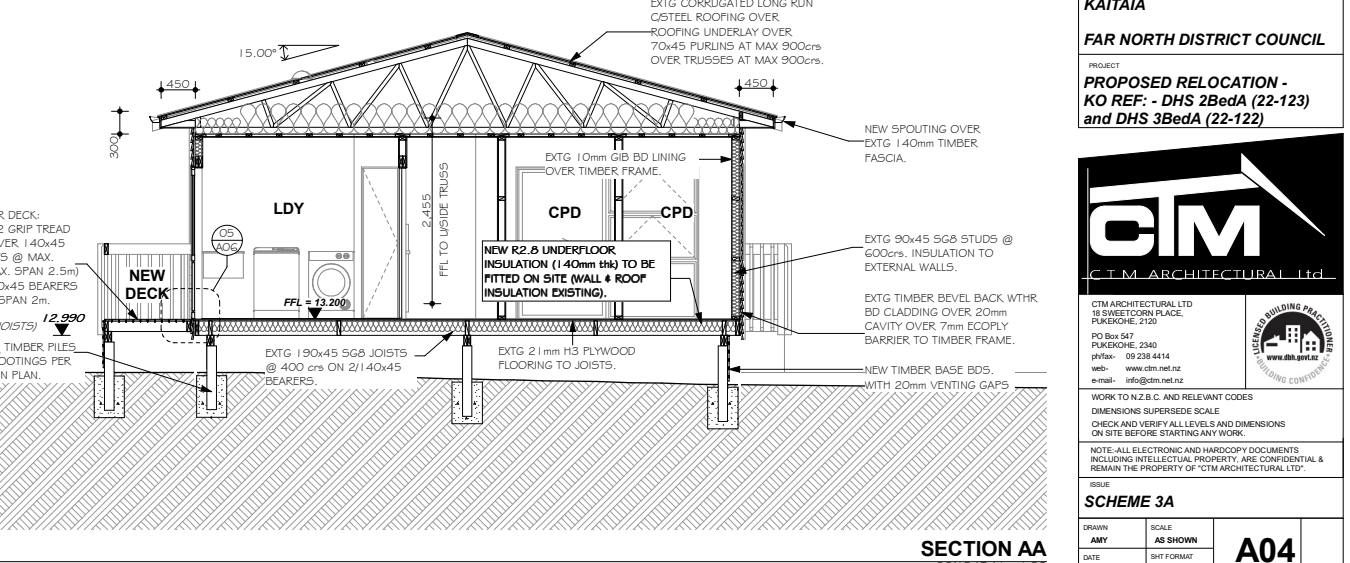 EXTG CORRUGATED LONG RUN
C/STEEL ROOFING OVER
ROOFING UNDERLAY OVER
70x45 PURLINS AT MAX 900crs
OVER TRUSSES AT MAX 900crs.
15.00°
450
450
300
NEW SPOUTING OVER
EXTG 140mm TIMBER
FASCIA.
EXTG 10mm GIB BD LINING
OVER TIMBER FRAME.
2,455
FFL TO U/SIDE TRUSS
LDY
CPD
CPD
05
A06
R DECK:
2 GRIP TREAD
VER 140x45
TS @ MAX.
AX. SPAN 2.5m)
0x45 BEARERS
SPAN 2m.
OISTS)
12.990
NEW
DECK
NEW R2.8 UNDERFLOOR
INSULATION (140mm thk) TO BE
FITTED ON SITE (WALL & ROOF
INSULATION EXISTING).
FFL = 13.200
EXTG 90x45 SG8 STUDS @
600crs. INSULATION TO
EXTERNAL WALLS.
EXTG TIMBER BEVEL BACK WTHR
BD CLADDING OVER 20mm
CAVITY OVER 7mm ECOPLY
BARRIER TO TIMBER FRAME.
TIMBER PILES
OOTINGS PER
N PLAN.
EXTG 190x45 SG8 JOISTS
@ 400 crs ON 2/140x45
BEARERS.
EXTG 21mm H3 PLYWOOD
FLOORING TO JOISTS.
NEW TIMBER BASE BDS.
WITH 20mm VENTING GAPS
SECTION AA
KAITAIA
FAR NORTH DISTRICT COUNCIL
PROJECT
PROPOSED RELOCATION -
KO REF: - DHS 2BedA (22-123)
and DHS 3BedA (22-122)
CTM
C T M ARCHITECTURAL Ltd
CTM ARCHITECTURAL LTD
18 SWEETCORN PLACE,
PUKEKOHE, 2120
PO Box 547
PUKEKOHE, 2340
ph/fax- 09 238 4414
web- www.ctm.net.nz
e-mail- info@ctm.net.nz
LICENSED BUILDING PRACTITIONER
www.dbh.govt.nz
BUILDING CONFIDENCE
WORK TO N.Z.B.C. AND RELEVANT CODES
DIMENSIONS SUPERSEDE SCALE
CHECK AND VERIFY ALL LEVELS AND DIMENSIONS
ON SITE BEFORE STARTING ANY WORK.
NOTE:-ALL ELECTRONIC AND HARDCOPY DOCUMENTS
INCLUDING INTELLECTUAL PROPERTY, ARE CONFIDENTIAL &
REMAIN THE PROPERTY OF "CTM ARCHITECTURAL LTD".
ISSUE
SCHEME 3A
DRAWN
AMY
SCALE
AS SHOWN
DATE
SHT FORMAT
A04